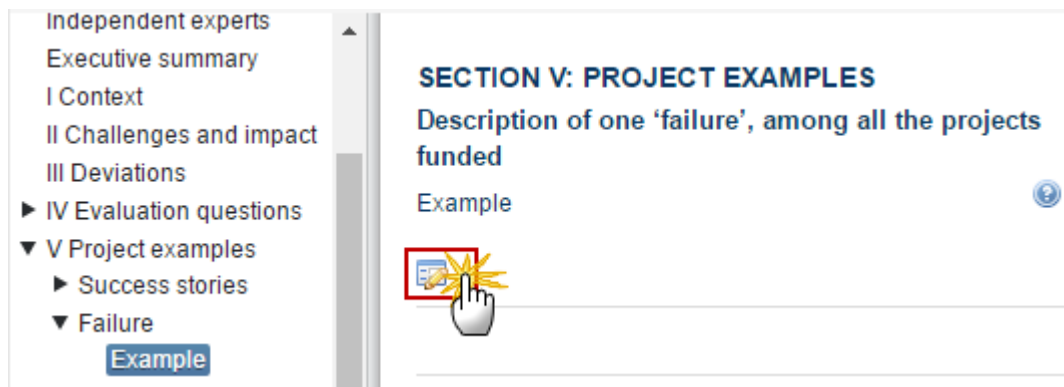 Independent experts
Executive summary
I Context
II Challenges and impact
III Deviations
IV Evaluation questions
V Project examples
Success stories
Failure
Example
SECTION V: PROJECT EXAMPLES
Description of one ‘failure’, among all the projects
funded
Example
?